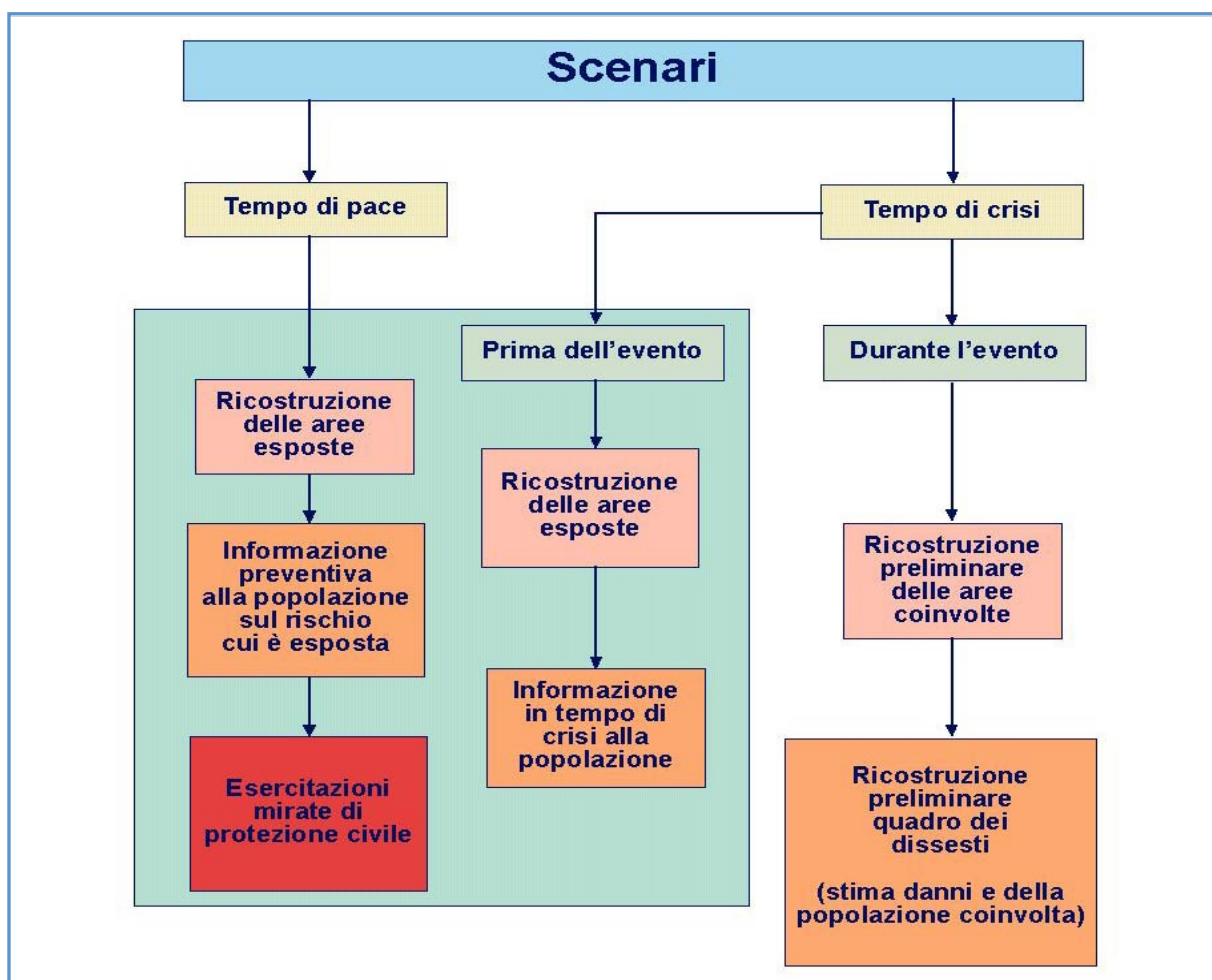 Scenari
Tempo di pace
Tempo di crisi
Prima dell'evento
Durante l'evento
Ricostruzione
delle aree
esposte
Ricostruzione
delle aree
esposte
Informazione
preventiva
alla popolazione
sul rischio
cui è esposta
Ricostruzione
preliminare
delle aree
coinvolte
Informazione
in tempo di
crisi alla
popolazione
Esercitazioni
mirate di
protezione civile
Ricostruzione
preliminare
quadro dei
dissesti
(stima danni e della
popolazione coinvolta)